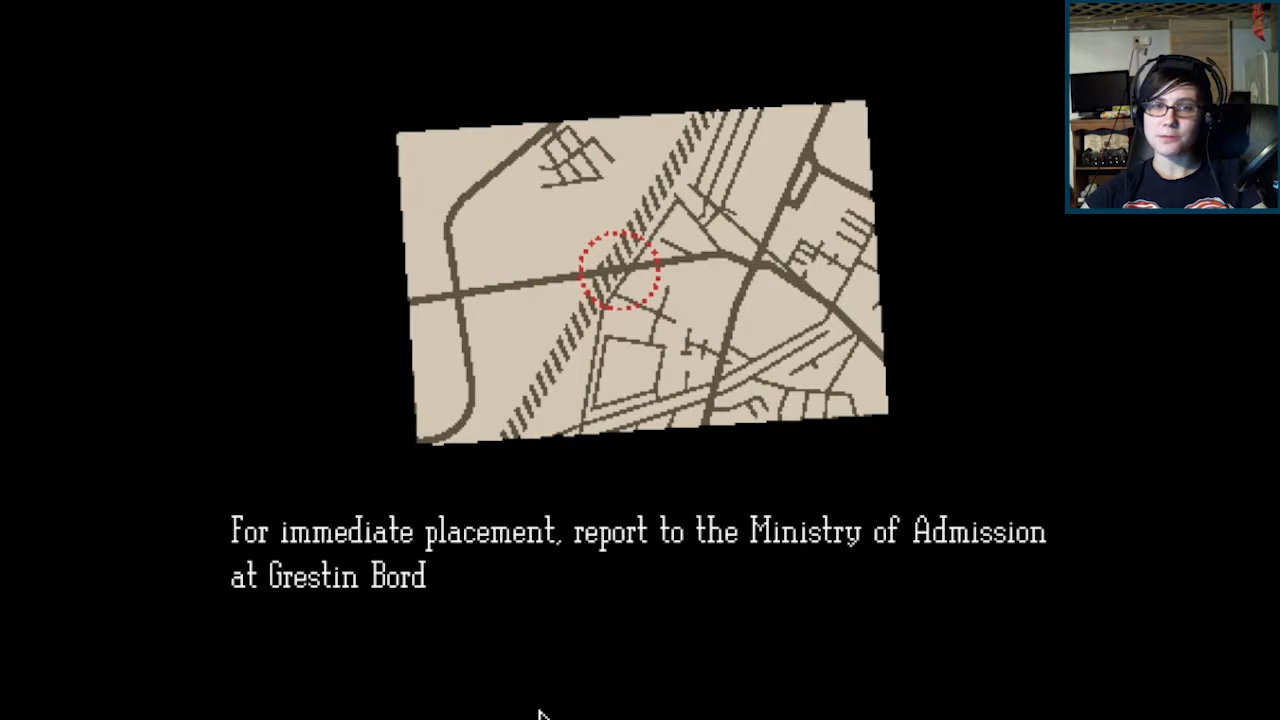 For immediate placement, report to the Ministry of Admission
at Grestin Bord